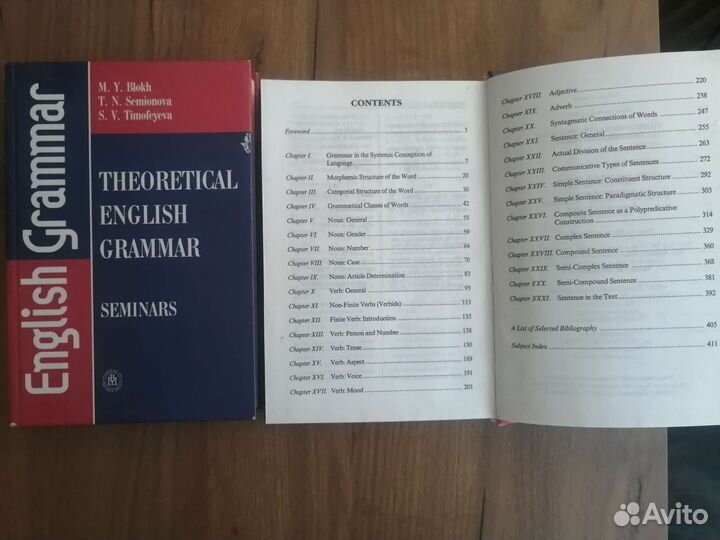 English Grammar
M. Y. Blokh
T. N. Semionova
S. V. Timofeyeva
THEORETICAL
ENGLISH
GRAMMAR
SEMINARS
CONTENTS
Foreword 5
Chapter I. Grammar in the Systemic Conception of
Language 7
Chapter II. Morphemic Structure of the Word 20
Chapter III. Categorial Structure of the Word 30
Chapter IV. Grammatical Classes of Words 42
Chapter V. Noun: General 55
Chapter VI. Noun: Gender 59
Chapter VII. Noun: Number 64
Chapter VIII. Noun: Case 70
Chapter IX. Noun: Article Determination 83
Chapter X. Verb: General 95
Chapter XI. Non-Finite Verbs (Verbids) 113
Chapter XII. Finite Verb: Introduction 135
Chapter XIII. Verb: Person and Number 138
Chapter XIV. Verb: Tense 150
Chapter XV. Verb: Aspect 169
Chapter XVI. Verb: Voice 191
Chapter XVII. Verb: Mood 201
Chapter XVIII. Adjective 220
Chapter XIX. Adverb 238
Chapter XX. Syntagmatic Connections of Words 247
Chapter XXI. Sentence: General 255
Chapter XXII. Actual Division of the Sentence 263
Chapter XXIII. Communicative Types of Sentences 272
Chapter XXIV. Simple Sentence: Constituent Structure 292
Chapter XXV. Simple Sentence: Paradigmatic Structure 303
Chapter XXVI. Composite Sentence as a Polypredicative
Construction 314
Chapter XXVII. Complex Sentence 329
Chapter XXVIII. Compound Sentence 360
Chapter XXIX. Semi-Complex Sentence 368
Chapter XXX. Semi-Compound Sentence 381
Chapter XXXI. Sentence in the Text 392
A List of Selected Bibliography 405
Subject Index 411
Avito